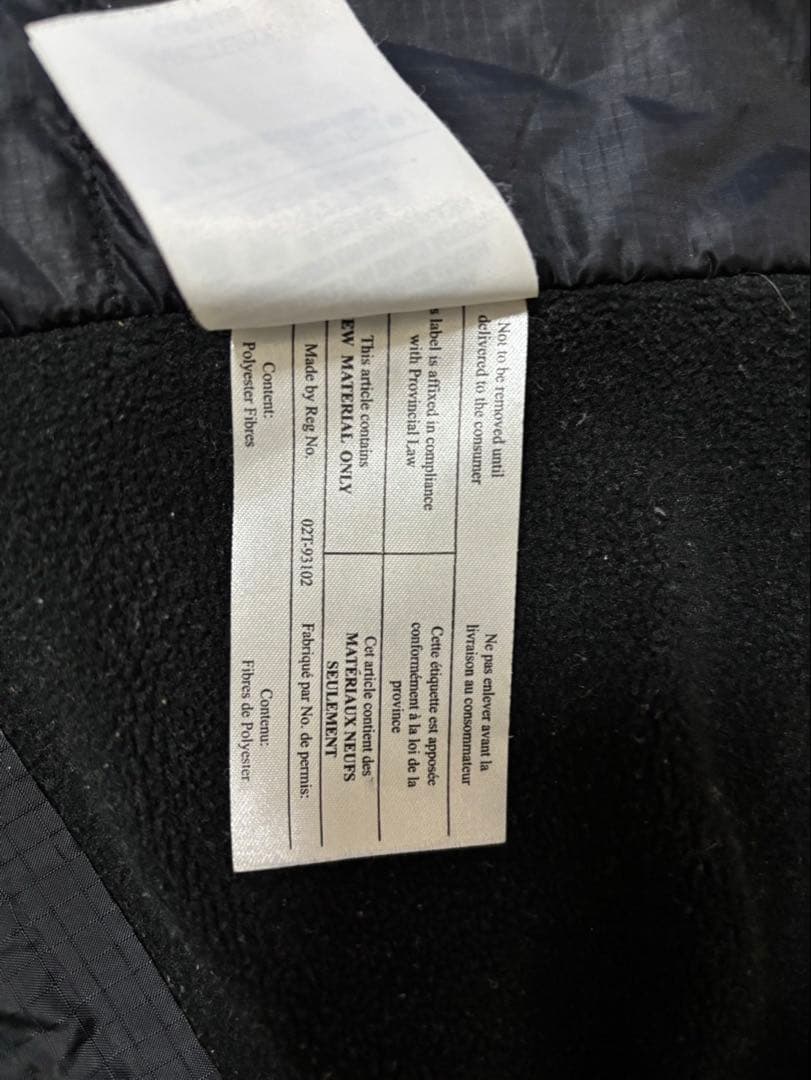 Not to be removed until
delivered to the consumer
Ne pas enlever avant la
livraison au consommateur
s label is affixed in compliance
with Provincial Law
Cette étiquette est apposée
conformément à la loi de la
province
This article contains
EW MATERIAL ONLY
Cet article contient des
MATÉRIAUX NEUFS
SEULEMENT
Made by Reg No. 02T-93102 Fabriqué par No. de permis:
Content:
Polyester Fibres
Contenu:
Fibres de Polyester